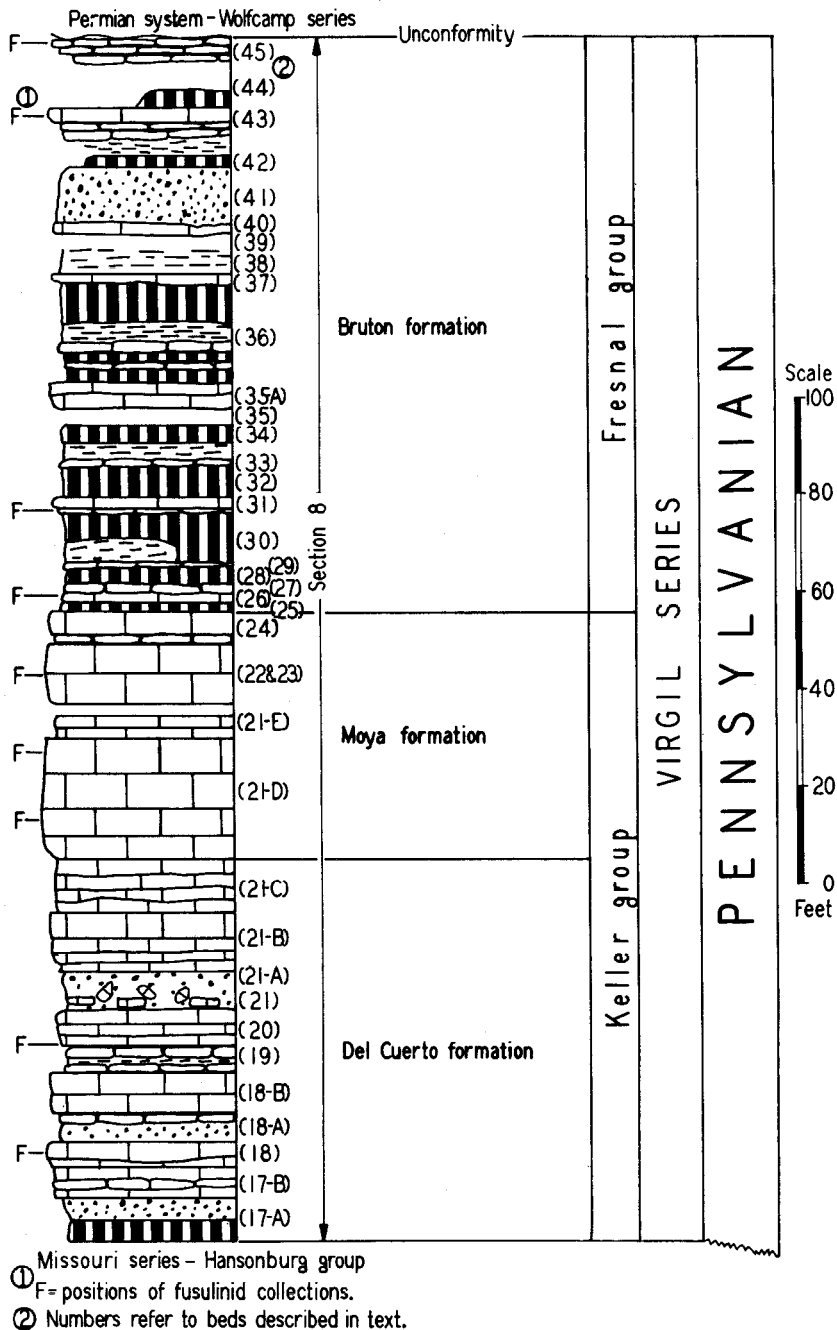 Permian system - Wolfcamp series
Unconformity
F
(45)
②
(44)
①
F
(43)
(42)
(41)
(40)
(39)
(38)
(37)
(36)
(35-A)
(35)
(34)
(33)
(32)
F
(31)
(30)
(29)
(28)
(27)
F
(26)
(25)
(24)
F
(22&23)
(21-E)
F
(21-D)
F
(21-C)
(21-B)
(21-A)
(21)
(20)
F
(19)
(18-B)
(18-A)
F
(18)
(17-B)
(17-A)
Section 8
Bruton formation
Moya formation
Del Cuerto formation
Fresnal group
Keller group
VIRGIL SERIES
PENNSYLVANIAN
Scale
100
80
60
40
20
0
Feet
Missouri series - Hansonburg group
① F= positions of fusulinid collections.
② Numbers refer to beds described in text.